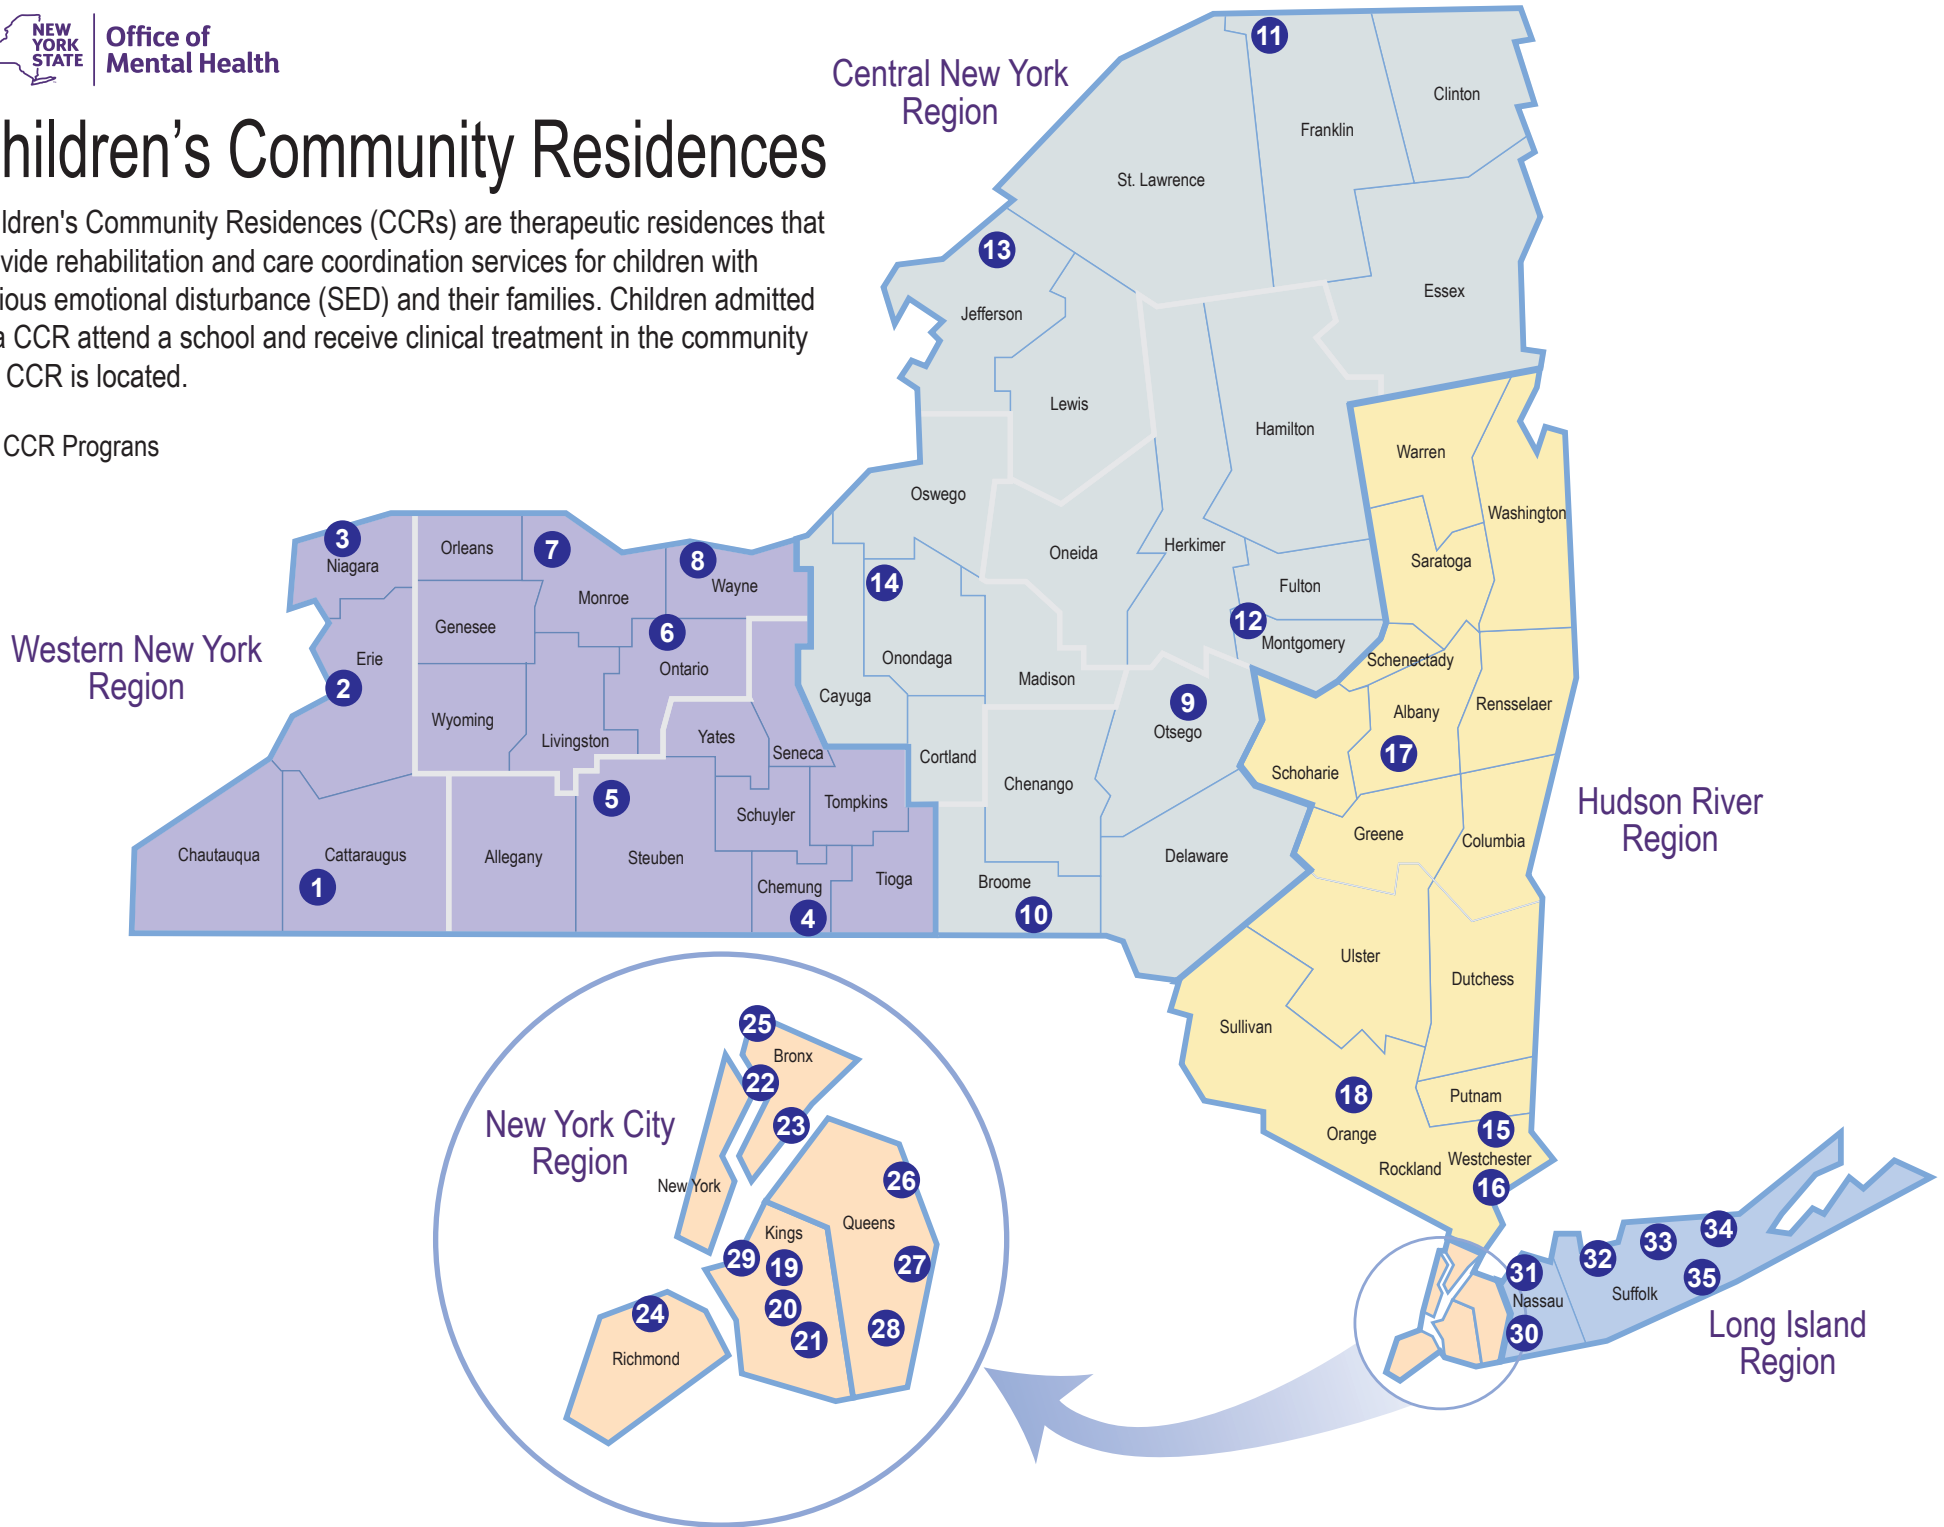 NEW
YORK
STATE
Office of
Mental Health
hildren's Community Residences
ldren's Community Residences (CCRs) are therapeutic residences that
vide rehabilitation and care coordination services for children with
ious emotional disturbance (SED) and their families. Children admitted
a CCR attend a school and receive clinical treatment in the community
CCR is located.
CCR Prograns
Central New York
Region
11
Clinton
Franklin
St. Lawrence
13
Jefferson
Essex
Lewis
Hamilton
Warren
Oswego
Washington
3
Niagara
Orleans
7
8
Wayne
Monroe
14
Oneida
Herkimer
Saratoga
Fulton
12
Montgomery
Genesee
6
Ontario
Western New York
Region
Erie
2
Onondaga
Madison
Cayuga
Schenectady
Rensselaer
Albany
17
9
Otsego
Wyoming
Livingston
Yates
Seneca
Cortland
Chenango
Schoharie
5
Schuyler
Tompkins
Greene
Columbia
Hudson River
Region
Chautauqua
Cattaraugus
1
Allegany
Steuben
Chemung
4
Tioga
Broome
10
Delaware
Ulster
Dutchess
Sullivan
18
Orange
Putnam
15
Rockland
Westchester
16
New York City
Region
25
Bronx
22
23
New York
26
Queens
Kings
29
19
27
20
21
28
24
Richmond
31
Nassau
30
32
33
34
35
Suffolk
Long Island
Region